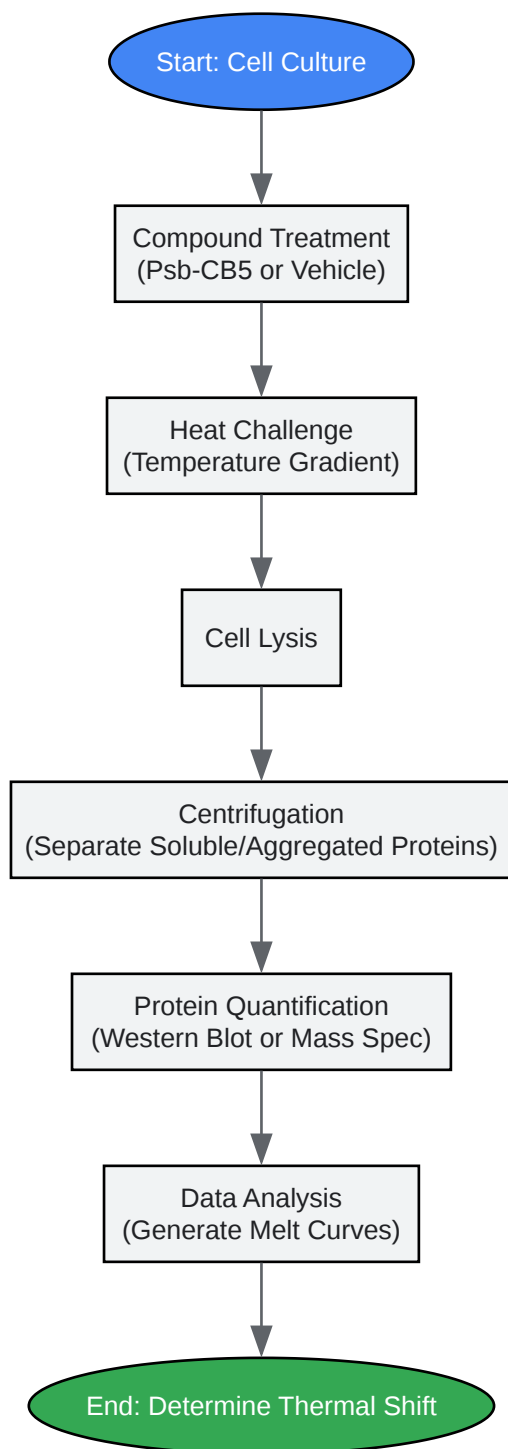 Start: Cell Culture
Compound Treatment
(Psb-CB5 or Vehicle)
Heat Challenge
(Temperature Gradient)
Cell Lysis
Centrifugation
(Separate Soluble/Aggregated Proteins)
Protein Quantification
(Western Blot or Mass Spec)
Data Analysis
(Generate Melt Curves)
End: Determine Thermal Shift